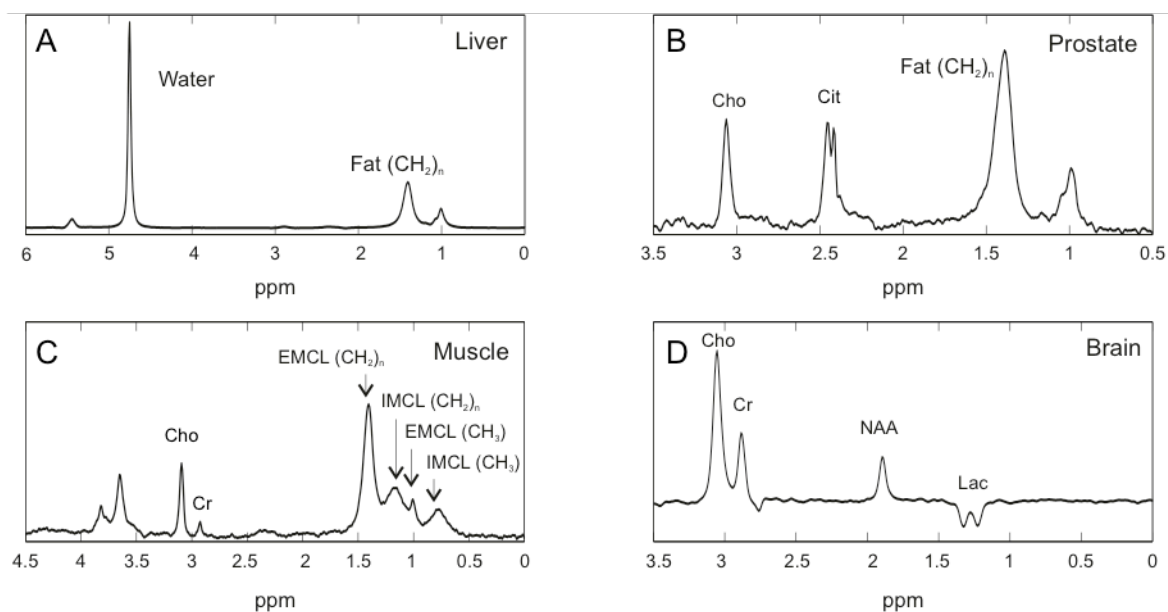 A
Liver
Water
Fat (CH₂)ₙ
6 5 4 3 2 1 0
ppm
B
Prostate
Fat (CH₂)ₙ
Cho
Cit
3.5 3 2.5 2 1.5 1 0.5
ppm
C
Muscle
EMCL (CH₂)ₙ
IMCL (CH₂)ₙ
EMCL (CH₃)
IMCL (CH₃)
Cho
Cr
4.5 4 3.5 3 2.5 2 1.5 1 0.5 0
ppm
D
Brain
Cho
Cr
NAA
Lac
3.5 3 2.5 2 1.5 1 0.5 0
ppm